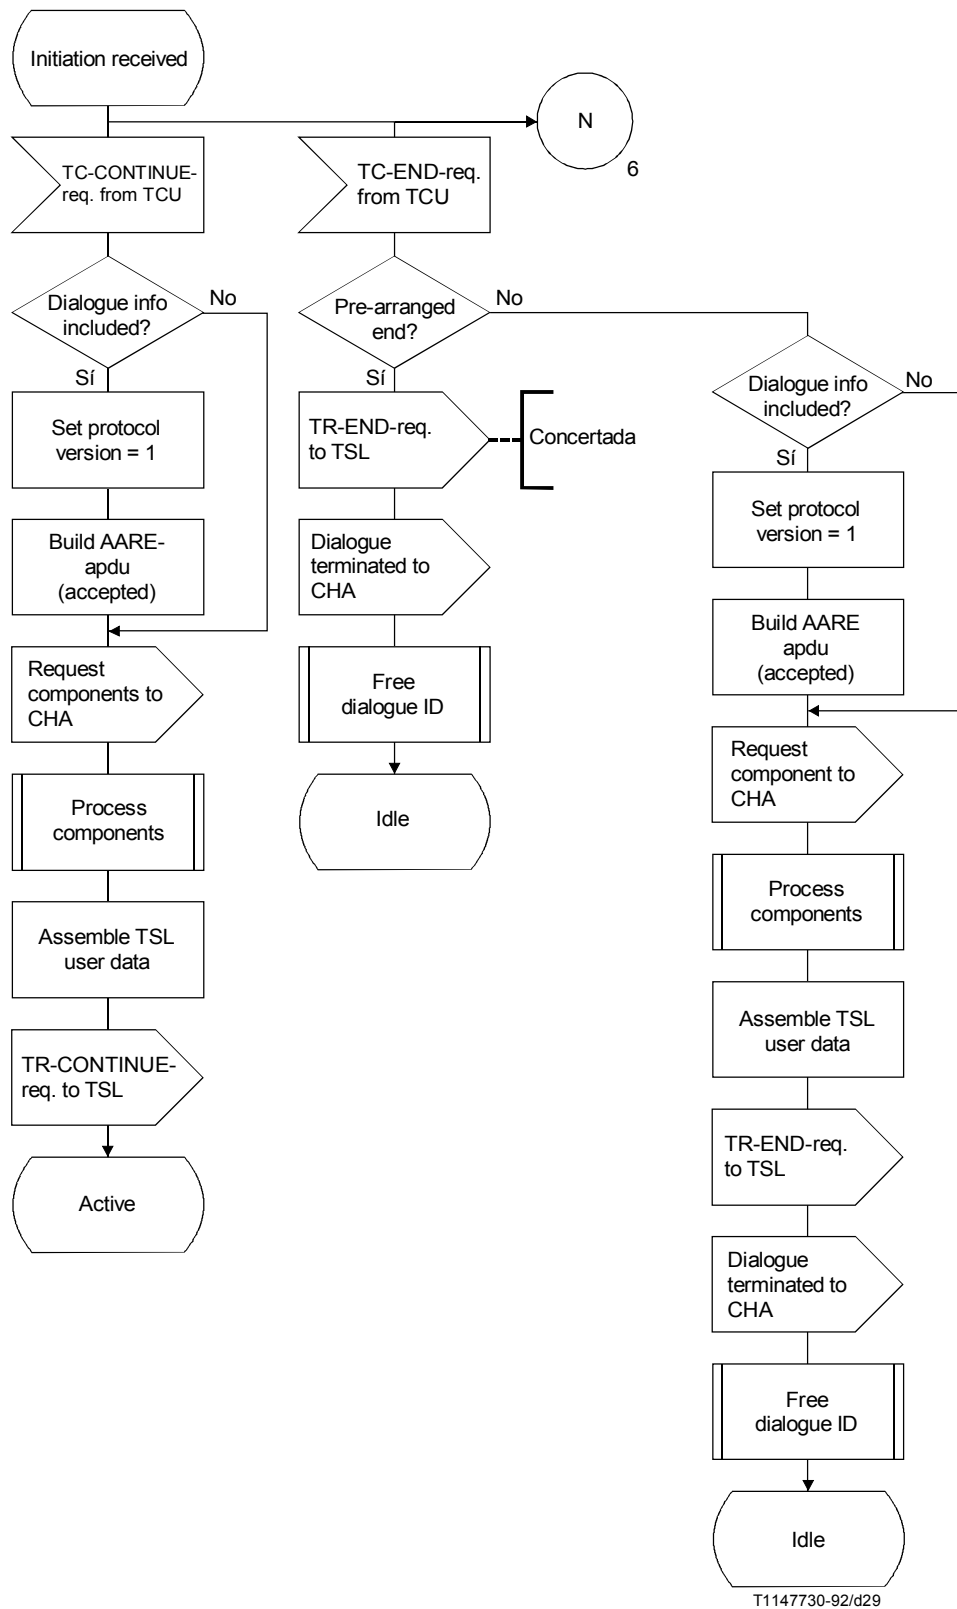 Initiation received
N
6
TC-CONTINUE-
req. from TCU
TC-END-req.
from TCU
Dialogue info
included?
No
Sí
Set protocol
version = 1
Build AARE-
apdu
(accepted)
Request
components to
CHA
Process
components
Assemble TSL
user data
TR-CONTINUE-
req. to TSL
Active
Pre-arranged
end?
No
Sí
TR-END-req.
to TSL
Concertada
Dialogue
terminated to
CHA
Free
dialogue ID
Idle
Dialogue info
included?
No
Sí
Set protocol
version = 1
Build AARE
apdu
(accepted)
Request
component to
CHA
Process
components
Assemble TSL
user data
TR-END-req.
to TSL
Dialogue
terminated to
CHA
Free
dialogue ID
Idle
T1147730-92/d29